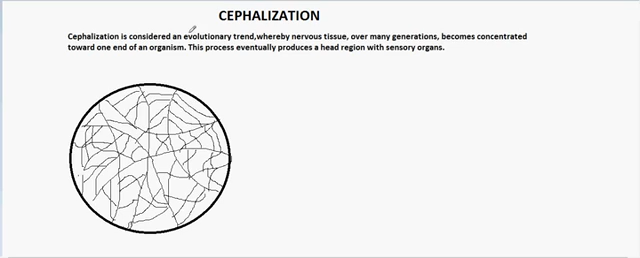 CEPHALIZATION
Cephalization is considered an evolutionary trend,whereby nervous tissue, over many generations, becomes concentrated
toward one end of an organism. This process eventually produces a head region with sensory organs.